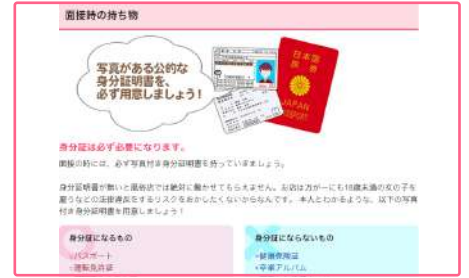 面接時の持ち物
写真がある公的な
身分証明書を、
必ず用意しましょう！
日本国
旅券
JAPAN
PASSPORT
身分証は必ず必要になります。
面接の時には、必ず写真付き身分証明書を持っていきましょう。
身分証明書が無いと風俗店では絶対に働かせてもらえません。お店は万が一にも18歳未満の女の子を
雇うなどの法律違反をするリスクをおかしたくないからなんです。 本人とわかるような、以下の写真
付き身分証明書を用意しましょう！
身分証になるもの
・パスポート
・運転免許証
身分証にならないもの
・健康保険証
・卒業アルバム